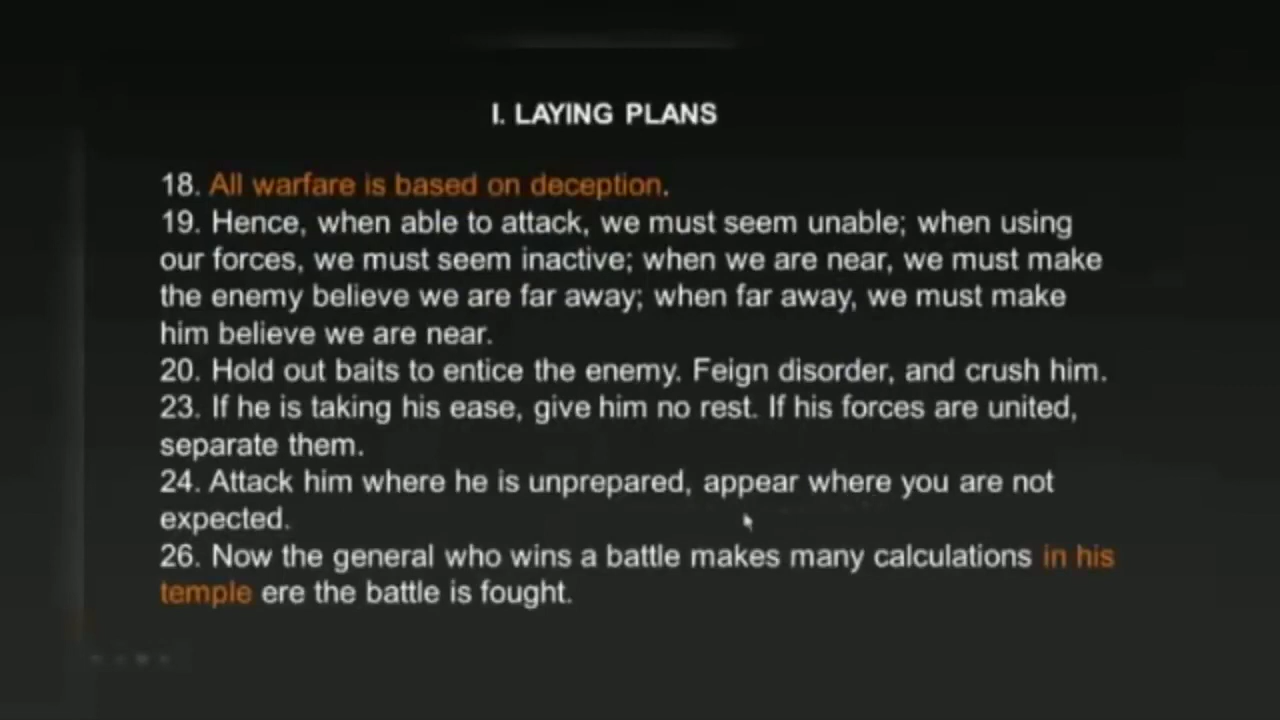 I. LAYING PLANS
18. All warfare is based on deception.
19. Hence, when able to attack, we must seem unable; when using
our forces, we must seem inactive; when we are near, we must make
the enemy believe we are far away; when far away, we must make
him believe we are near.
20. Hold out baits to entice the enemy. Feign disorder, and crush him.
23. If he is taking his ease, give him no rest. If his forces are united,
separate them.
24. Attack him where he is unprepared, appear where you are not
expected.
26. Now the general who wins a battle makes many calculations in his
temple ere the battle is fought.